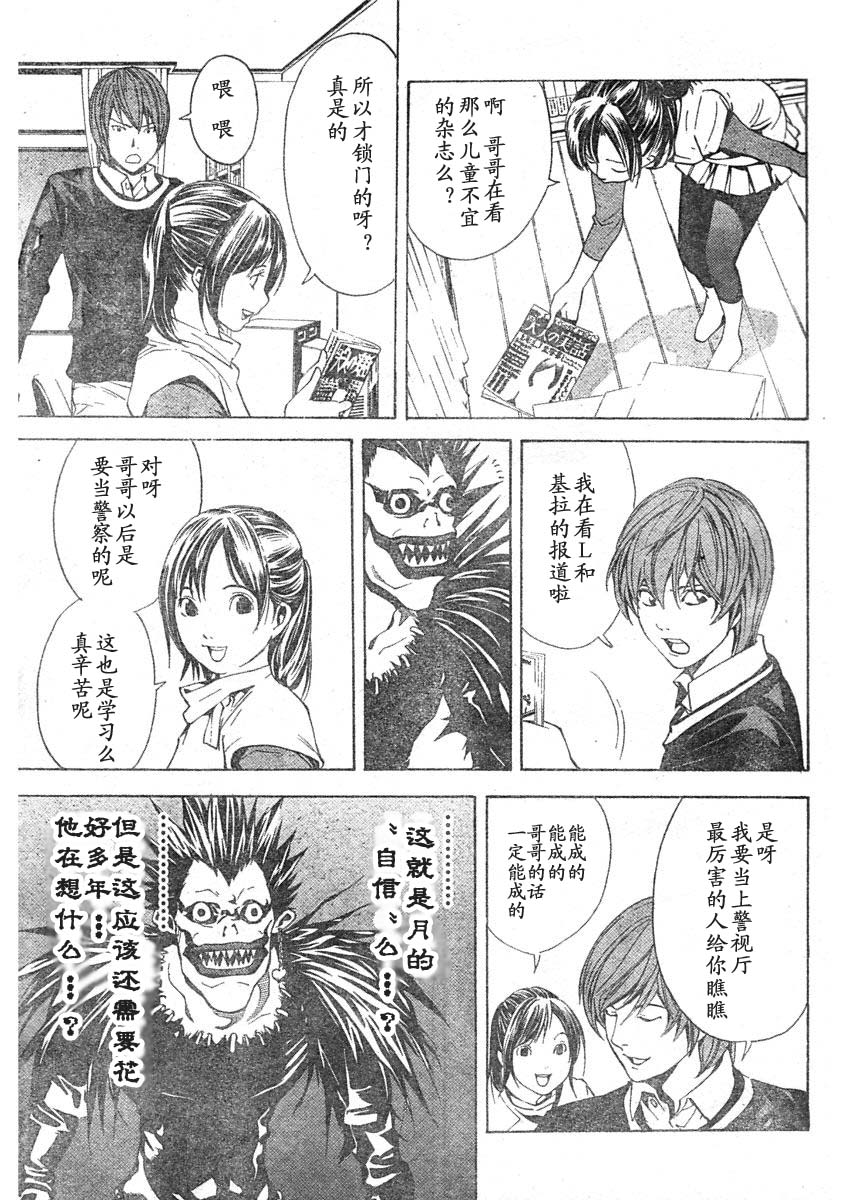 啊 哥哥在看
那么儿童不宜
的杂志么？
大人の実話
所以才锁门的呀？
真是的
喂
喂
我在看L和
基拉的报道啦
对呀
哥哥以后是
要当警察的呢
这也是学习么
真辛苦呢
是呀
我要当上警视厅
最厉害的人给你瞧瞧
能成的
能成的
哥哥的话
一定能成的
………
这就是月的
〝自信〞么…？
………
但是这应该还需要花
好多年…
他在想什么…？